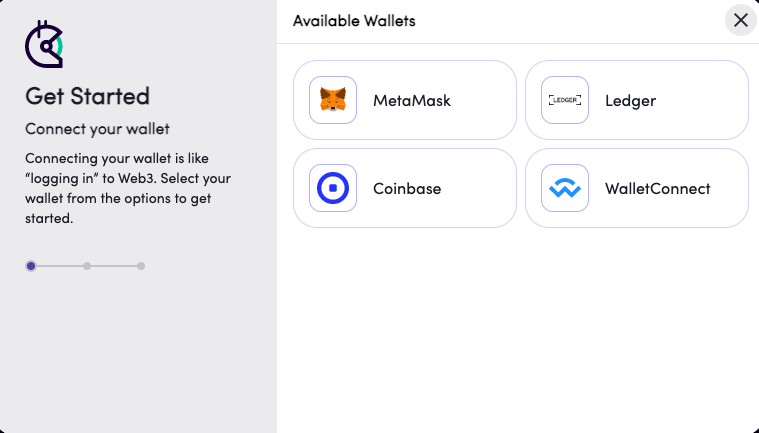 Get Started
Connect your wallet
Connecting your wallet is like
“logging in” to Web3. Select your
wallet from the options to get
started.
Available Wallets
MetaMask
LEDGER
Ledger
Coinbase
WalletConnect